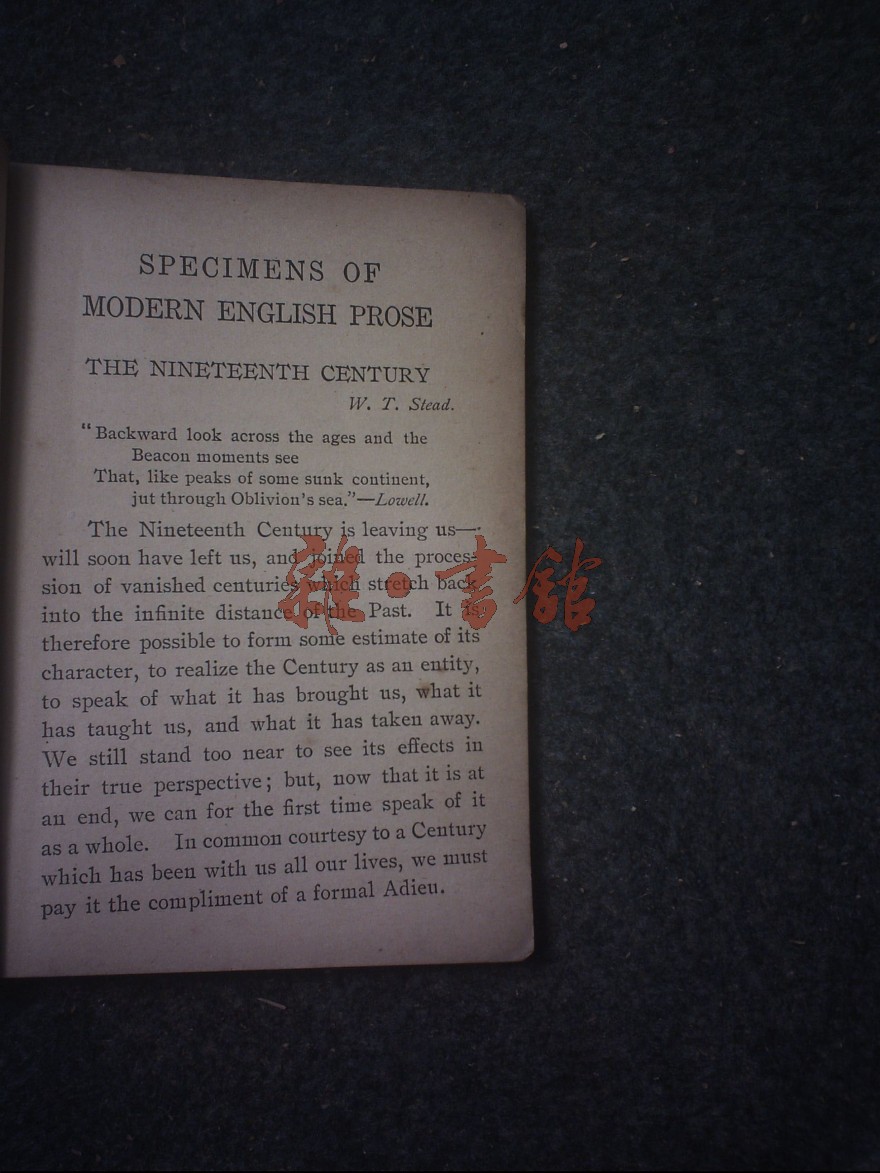 SPECIMENS OF
MODERN ENGLISH PROSE
THE NINETEENTH CENTURY
W. T. Stead.
"Backward look across the ages and the
Beacon moments see
That, like peaks of some sunk continent,
jut through Oblivion's sea."—Lowell.
The Nineteenth Century is leaving us—
will soon have left us, and joined the proces-
sion of vanished centuries which stretch back
into the infinite distance of the Past. It is
therefore possible to form some estimate of its
character, to realize the Century as an entity,
to speak of what it has brought us, what it
has taught us, and what it has taken away.
We still stand too near to see its effects in
their true perspective; but, now that it is at
an end, we can for the first time speak of it
as a whole. In common courtesy to a Century
which has been with us all our lives, we must
pay it the compliment of a formal Adieu.
雜·書館